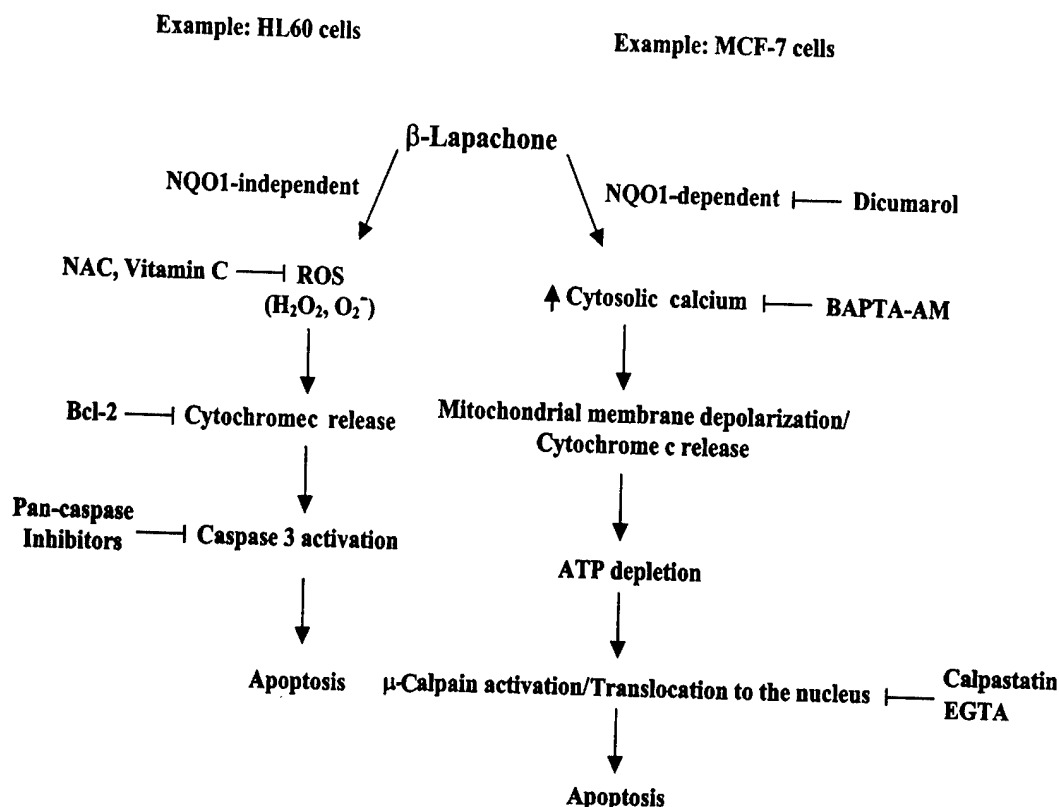 Example: HL60 cells
Example: MCF-7 cells
β-Lapachone
NQO1-independent
NQO1-dependent
Dicumarol
NAC, Vitamin C
ROS
(H₂O₂, O₂⁻)
Cytosolic calcium
BAPTA-AM
Bcl-2
Cytochromec release
Mitochondrial membrane depolarization/
Cytochrome c release
Pan-caspase
Inhibitors
Caspase 3 activation
ATP depletion
Apoptosis
μ-Calpain activation/Translocation to the nucleus
Calpastatin
EGTA
Apoptosis